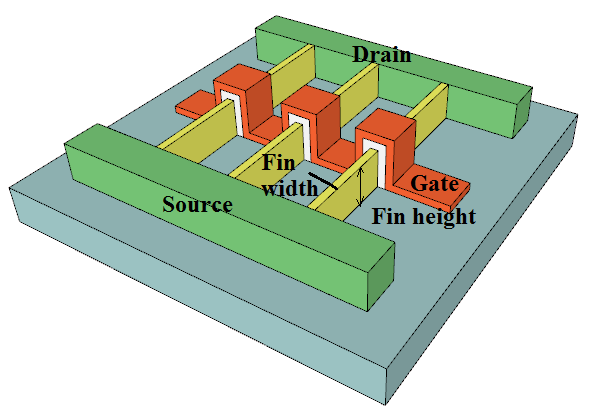 Drain
Fin
width
Gate
Source
Fin height